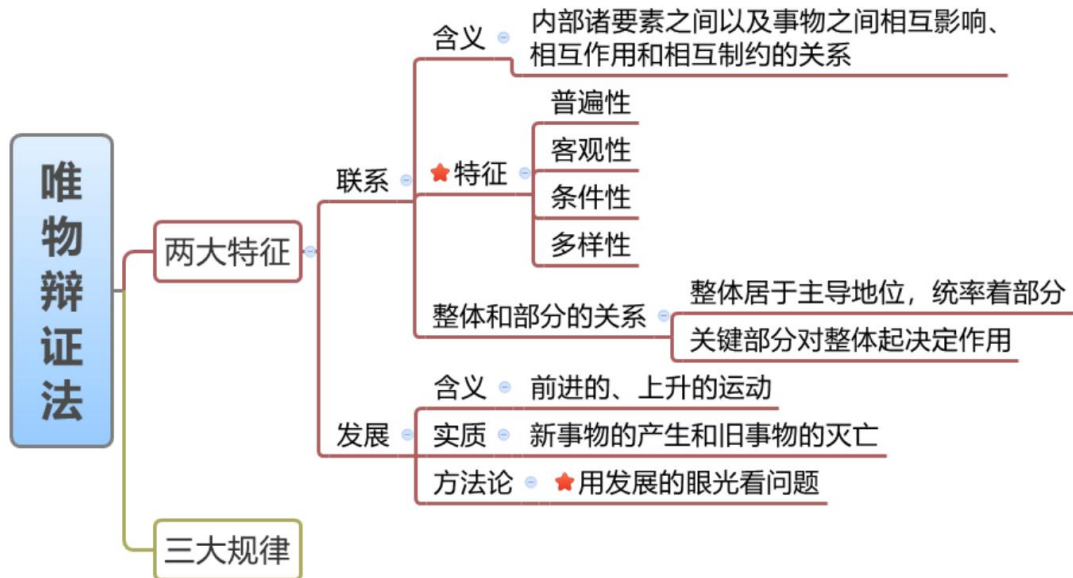 唯物辩证法
两大特征
联系
含义
内部诸要素之间以及事物之间相互影响、
相互作用和相互制约的关系
特征
普遍性
客观性
条件性
多样性
整体和部分的关系
整体居于主导地位，统率着部分
关键部分对整体起决定作用
发展
含义
前进的、上升的运动
实质
新事物的产生和旧事物的灭亡
方法论
用发展的眼光看问题
三大规律